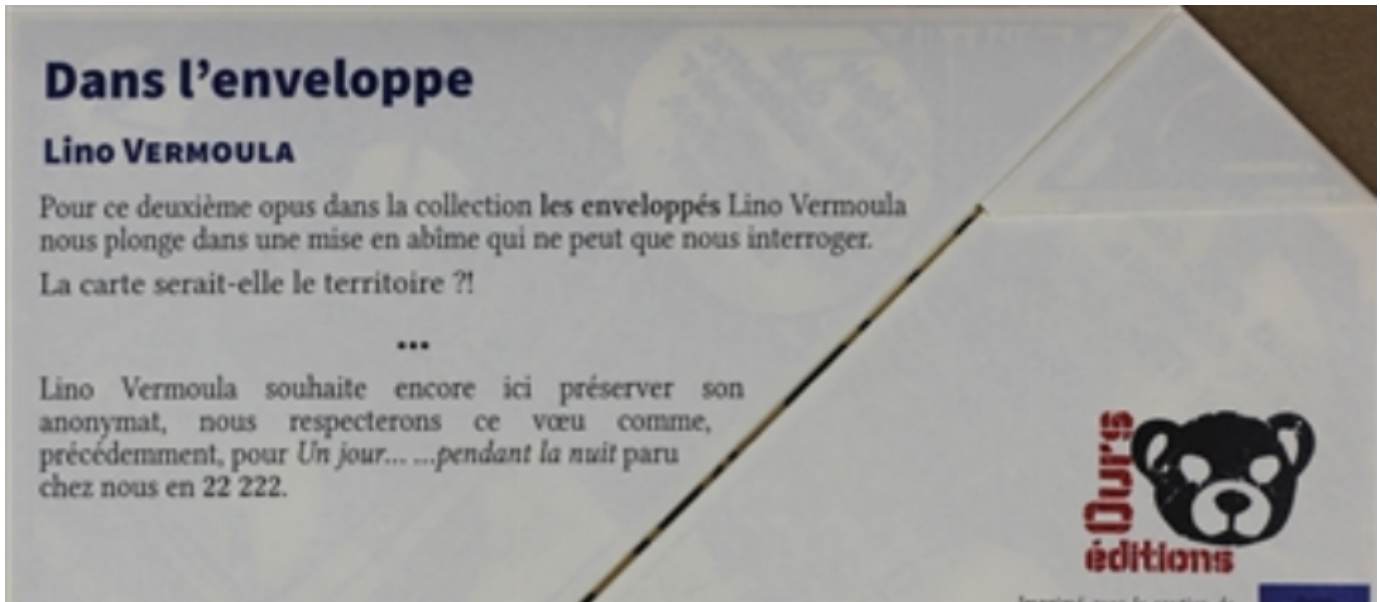 Dans l’enveloppe
Lino VERMOULA
Pour ce deuxième opus dans la collection les enveloppés Lino Vermoula
nous plonge dans une mise en abîme qui ne peut que nous interroger.
La carte serait-elle le territoire ?!
...
Lino Vermoula souhaite encore ici préserver son
anonymat, nous respecterons ce vœu comme,
précédemment, pour Un jour... ...pendant la nuit paru
chez nous en 22 222.
Ours
éditions